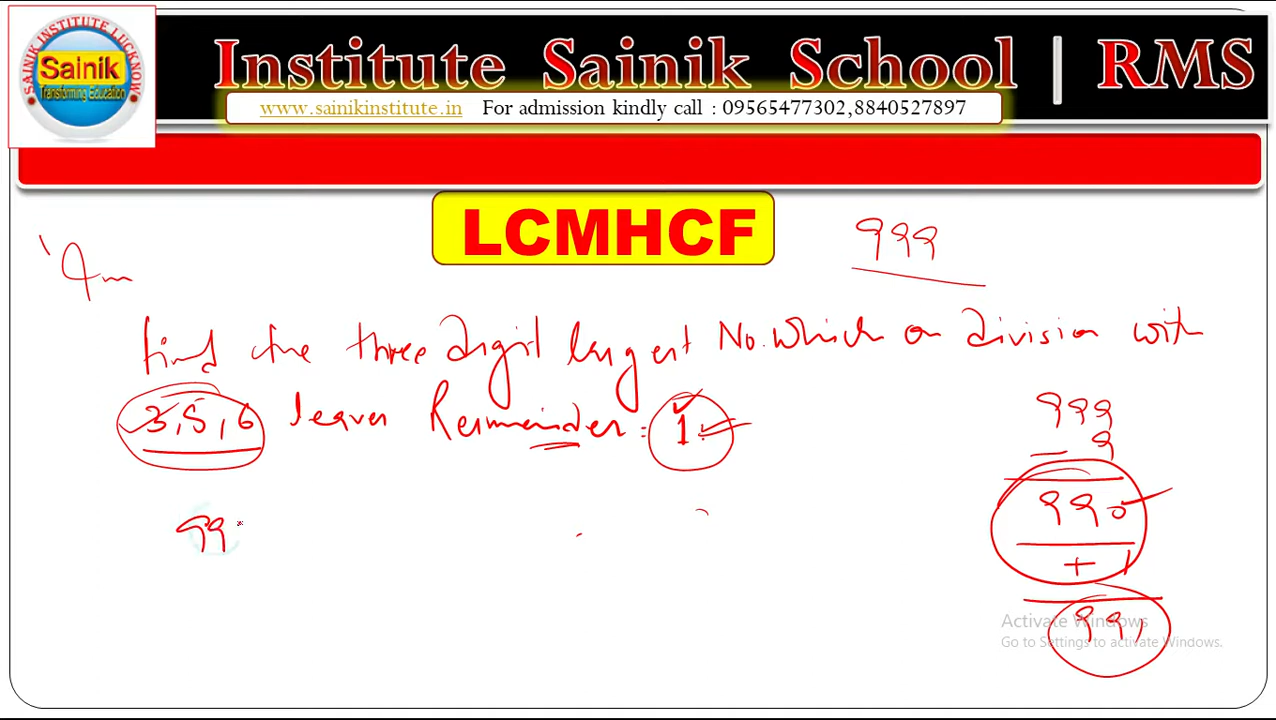 SAINIK INSTITUTE LUCKNOW
Sainik
Transforming Education
Institute Sainik School | RMS
www.sainikinstitute.in For admission kindly call : 09565477302,8840527897
LCMHCF
999
find the three digit largest No. which on division with
3,5,6 leaves Remainder = 1.
999
9
990
+ 1
991
99
Activate Windows
Go to Settings to activate Windows.